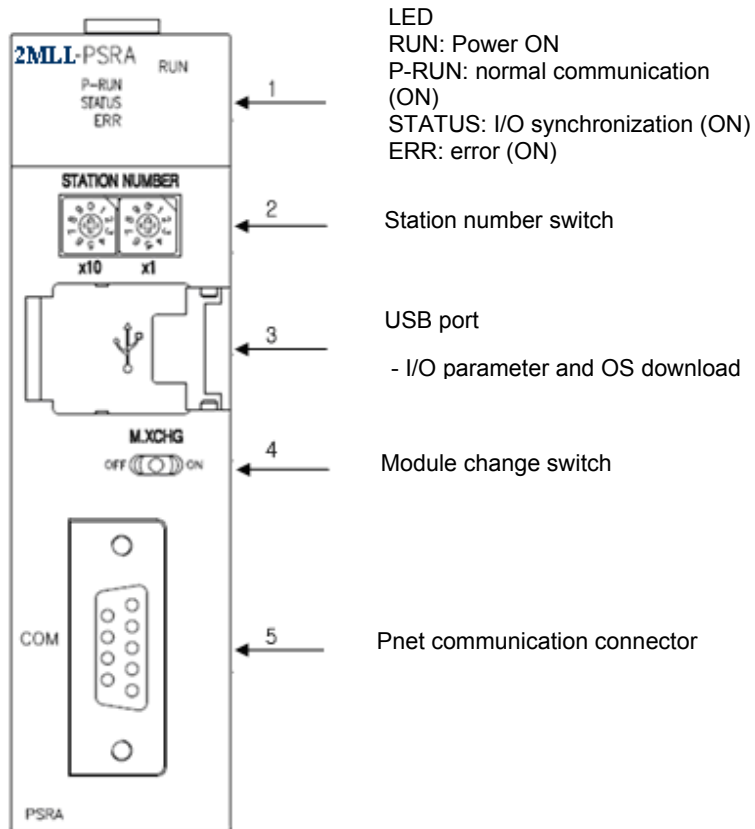 2MLL-PSRA
RUN
P-RUN
STATUS
ERR
1
LED
RUN: Power ON
P-RUN: normal communication
(ON)
STATUS: I/O synchronization (ON)
ERR: error (ON)
STATION NUMBER
x10 x1
2
Station number switch
3
USB port
- I/O parameter and OS download
M.XCHG
OFF ON
4
Module change switch
COM
5
Pnet communication connector
PSRA